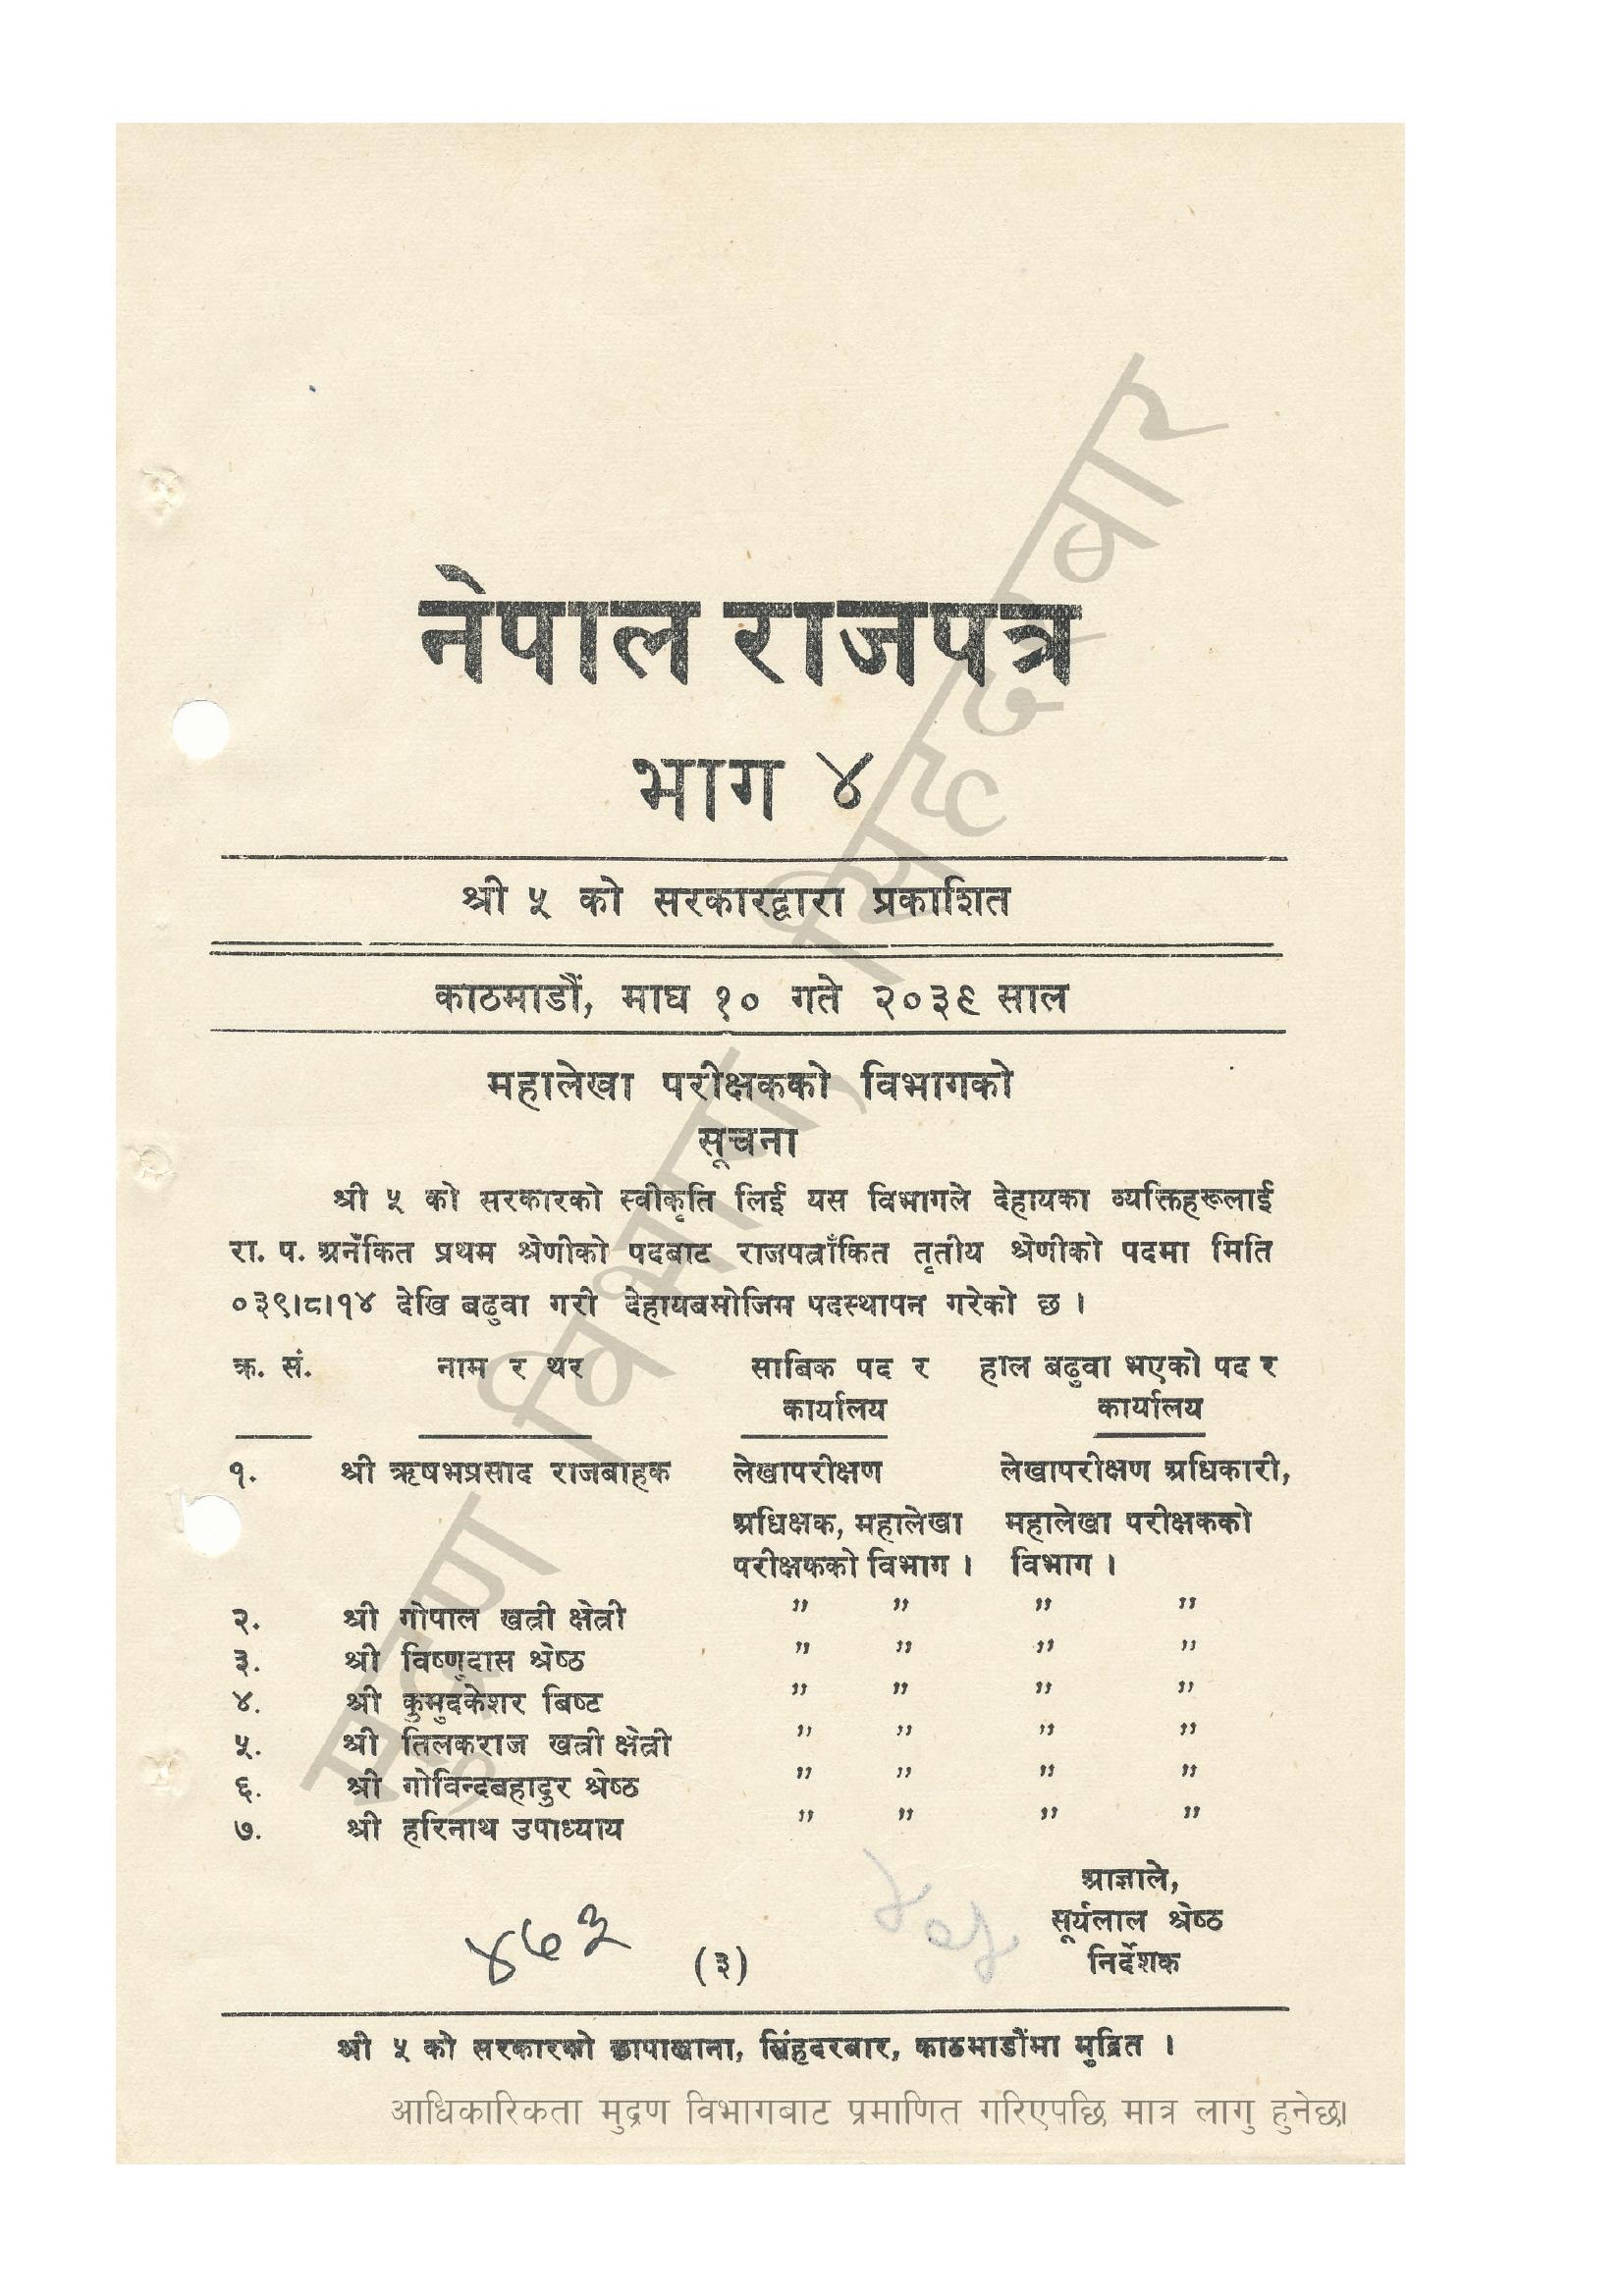 नेपाल राजपत्र
भाग ४
श्री ५ को सरकारद्वारा प्रकाशित
काठमाडौं, माघ १० गते २०३९ साल
महालेखा परीक्षकको विभागको
सूचना
श्री ५ को सरकारको स्वीकृति लिई यस विभागले देहायका व्यक्तिहरूलाई
रा. प. अनंकित प्रथम श्रेणीको पदबाट राजपत्राँकित तृतीय श्रेणीको पदमा मिति
०३९।८।१४ देखि बढुवा गरी देहायबमोजिम पदस्थापन गरेको छ ।
क्र. सं. नाम र थर साबिक पद र हाल बढुवा भएको पद र
कार्यालय कार्यालय
१. श्री ऋषभप्रसाद राजबाहक लेखापरीक्षण लेखापरीक्षण अधिकारी,
अधिक्षक, महालेखा महालेखा परीक्षकको
परीक्षकको विभाग । विभाग ।
२. श्री गोपाल खत्री क्षेत्री " " " "
३. श्री विष्णुदास श्रेष्ठ " " " "
४. श्री कुमुदकेशर बिष्ट " " " "
५. श्री तिलकराज खत्री क्षेत्री " " " "
६. श्री गोविन्दबहादुर श्रेष्ठ " " " "
७. श्री हरिनाथ उपाध्याय " " " "
आज्ञाले,
सूर्यलाल श्रेष्ठ
निर्देशक
४७३
(३)
श्री ५ को सरकारको छापाखाना, सिंहदरबार, काठमाडौंमा मुद्रित ।
आधिकारिकता मुद्रण विभागबाट प्रमाणित गरिएपछि मात्र लागु हुनेछ।
मुद्रण विभाग, सिंहदरबार